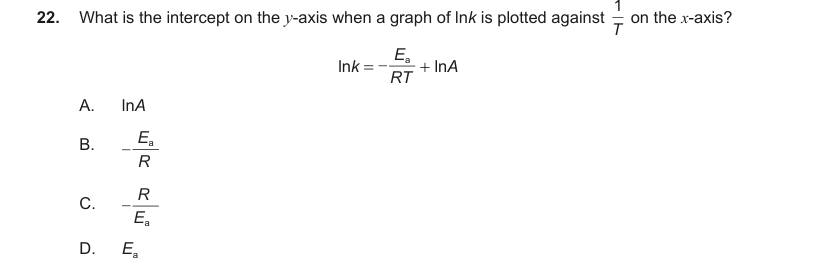 22. What is the intercept on the y-axis when a graph of lnk is plotted against 1/T on the x-axis?
lnk = −Eₐ/RT + lnA
A. lnA
B. −Eₐ/R
C. −R/Eₐ
D. Eₐ